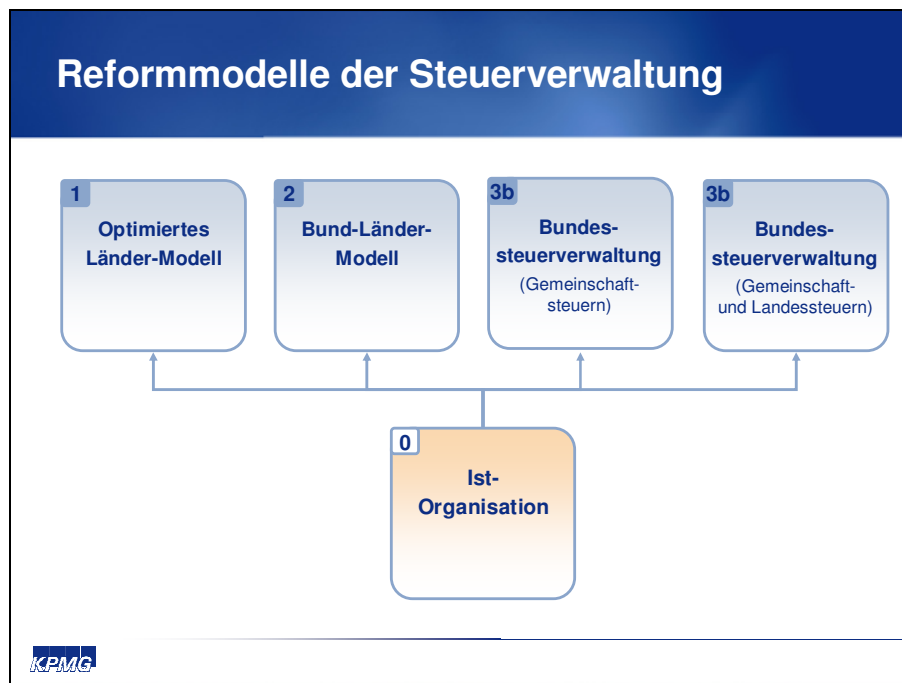 Reformmodelle der Steuerverwaltung
1
Optimiertes
Länder-Modell
2
Bund-Länder-
Modell
3b
Bundes-
steuerverwaltung
(Gemeinschaft-
steuern)
3b
Bundes-
steuerverwaltung
(Gemeinschaft-
und Landessteuern)
0
Ist-
Organisation
KPMG